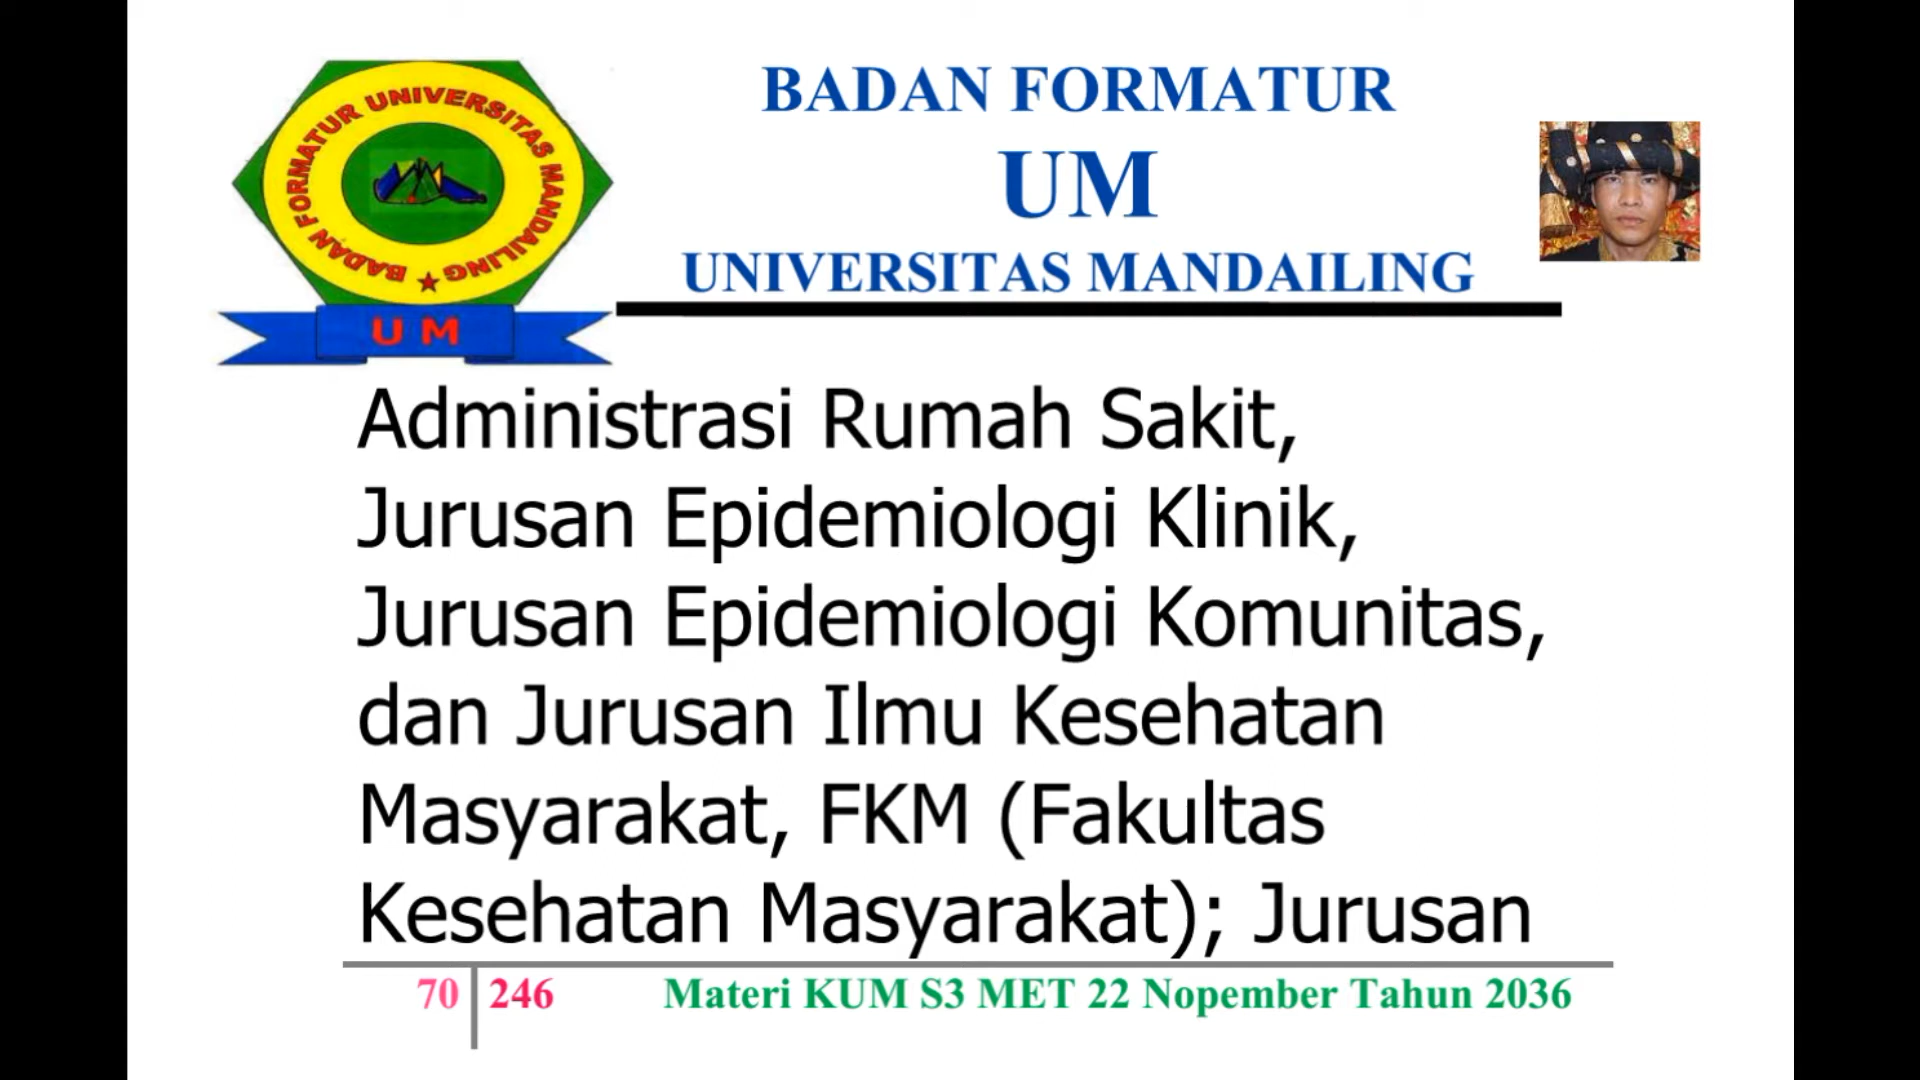 BADAN FORMATUR UNIVERSITAS MANDAILING
U M
BADAN FORMATUR
UM
UNIVERSITAS MANDAILING
Administrasi Rumah Sakit,
Jurusan Epidemiologi Klinik,
Jurusan Epidemiologi Komunitas,
dan Jurusan Ilmu Kesehatan
Masyarakat, FKM (Fakultas
Kesehatan Masyarakat); Jurusan
70 246 Materi KUM S3 MET 22 Nopember Tahun 2036